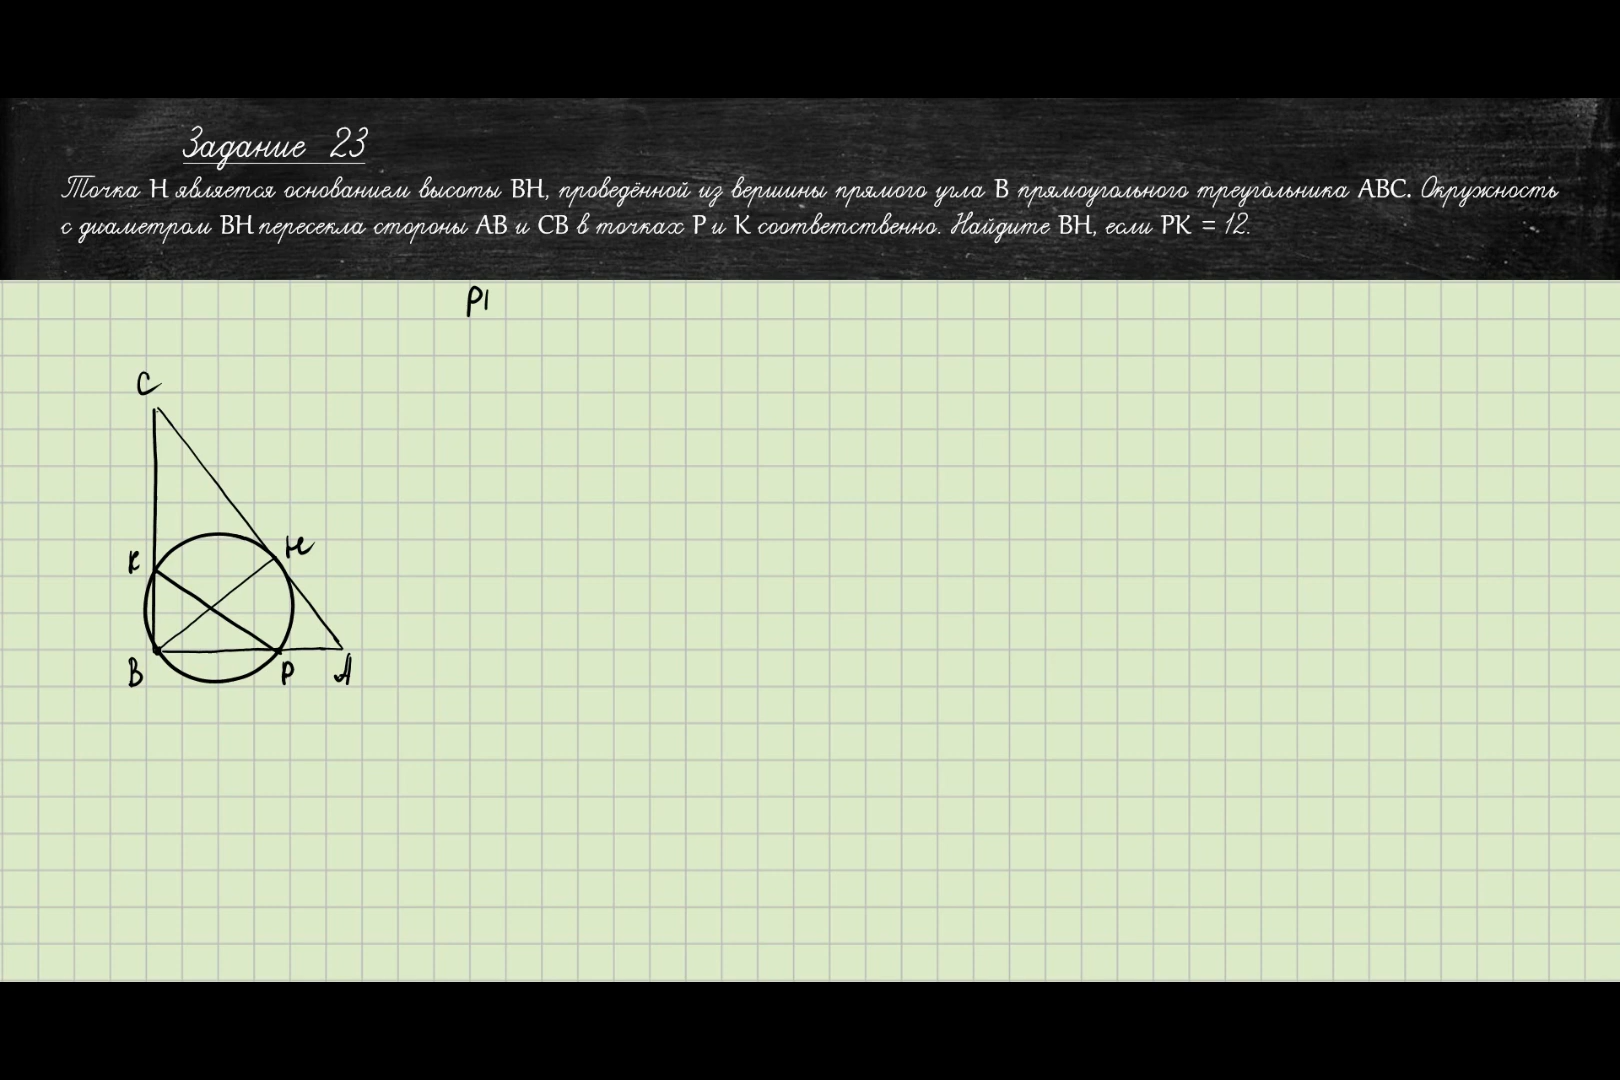 Задание 23
Точка H является основанием высоты BH, проведённой из вершины прямого угла B прямоугольного треугольника ABC. Окружность
с диаметром BH пересекла стороны AB и CB в точках P и K соответственно. Найдите BH, если PK = 12.
P1
C
K H
B P A